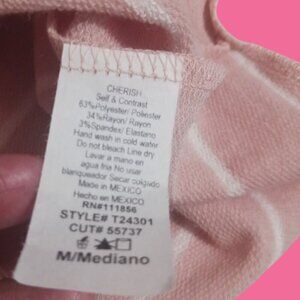 CHERISH
Self & Contrast
63%Polyester/ Poliester
34%Rayon/ Rayon
3%Spandex/ Elastano
Hand wash in cold water
Do not bleach Line dry
Lavar a mano en
agua fria No usar
blanqueador Secar colgado
Made in MEXICO
Hecho en MEXICO
RN#111856
STYLE# T24301
CUT# 55737
M/Mediano